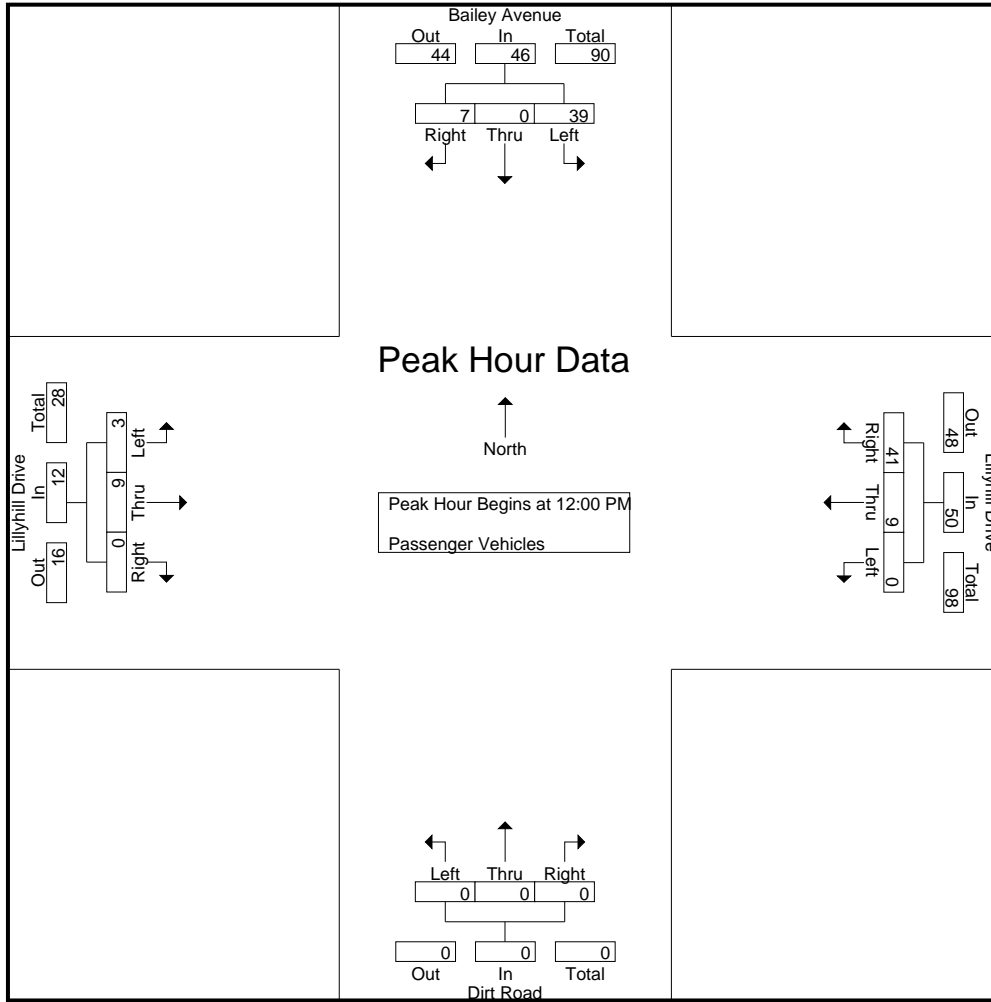 Bailey Avenue
Out In Total
44 46 90
7 0 39
Right Thru Left
Peak Hour Data
North
Peak Hour Begins at 12:00 PM
Passenger Vehicles
Lillyhill Drive
Out In Total
16 12 28
Left Thru Right
3 9 0
Lillyhill Drive
Out In Total
48 50 98
Right Thru Left
41 9 0
Left Thru Right
0 0 0
0 0 0
Out In Total
Dirt Road